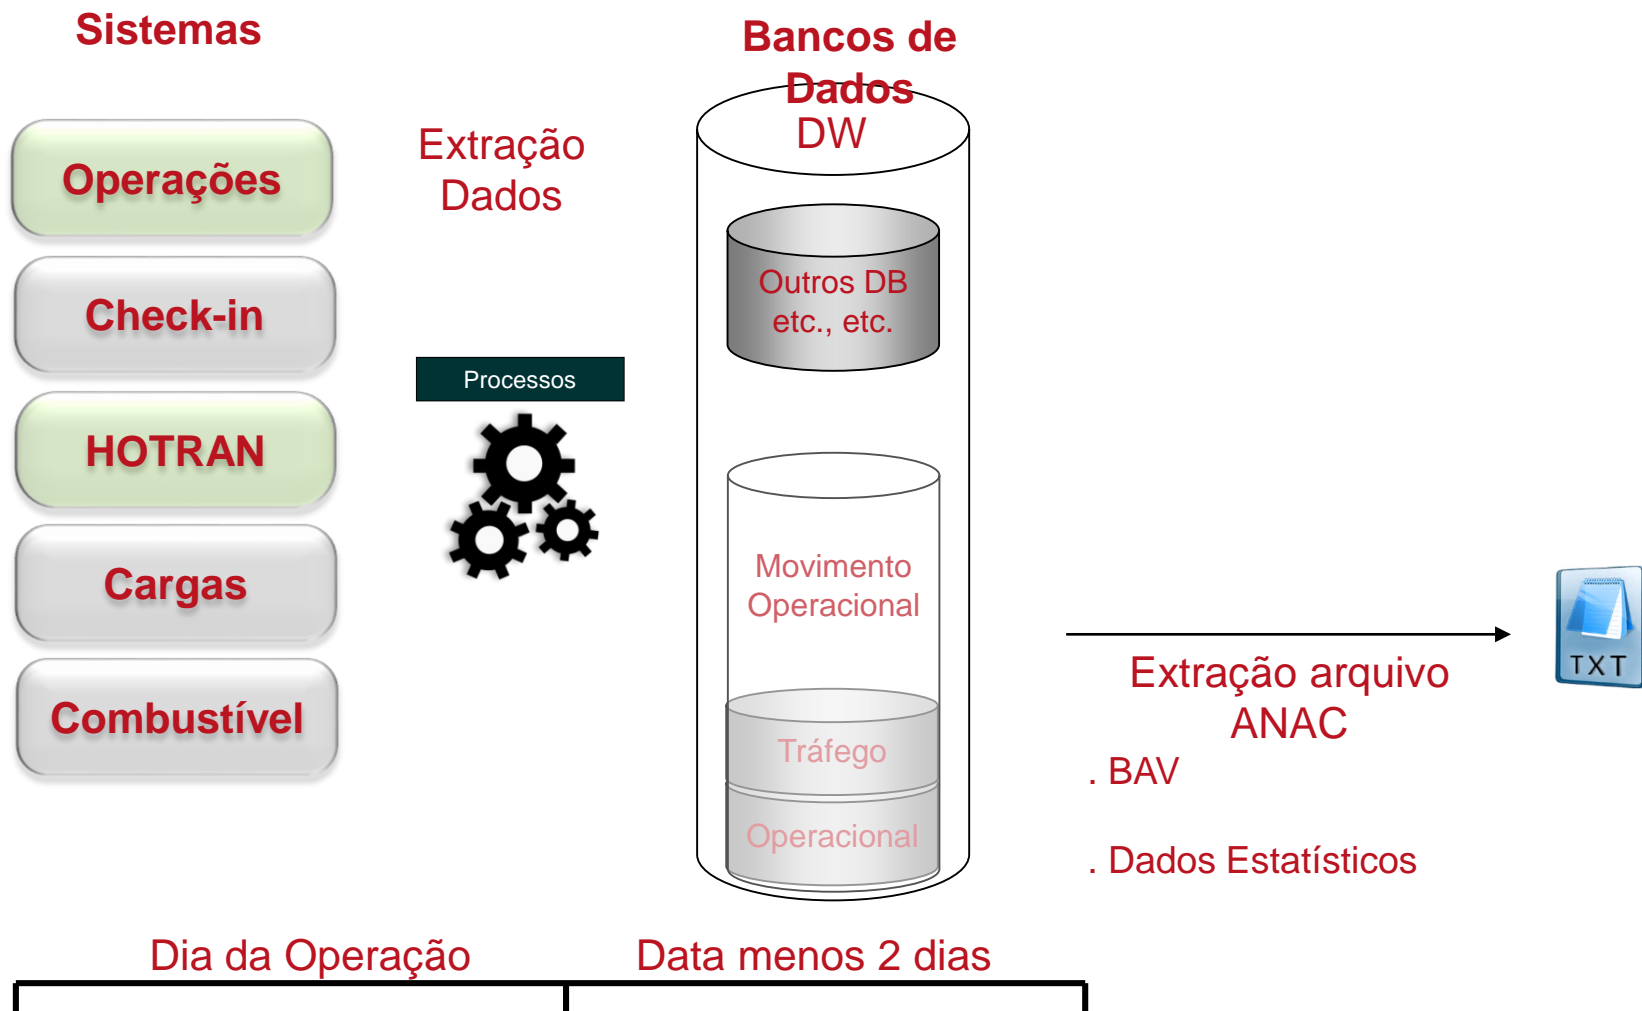 Sistemas
Operações
Check-in
HOTRAN
Cargas
Combustível
Extração
Dados
Processos
Bancos de
Dados
DW
Outros DB
etc., etc.
Movimento
Operacional
Tráfego
Operacional
Extração arquivo
ANAC
. BAV
. Dados Estatísticos
TXT
Dia da Operação
Data menos 2 dias